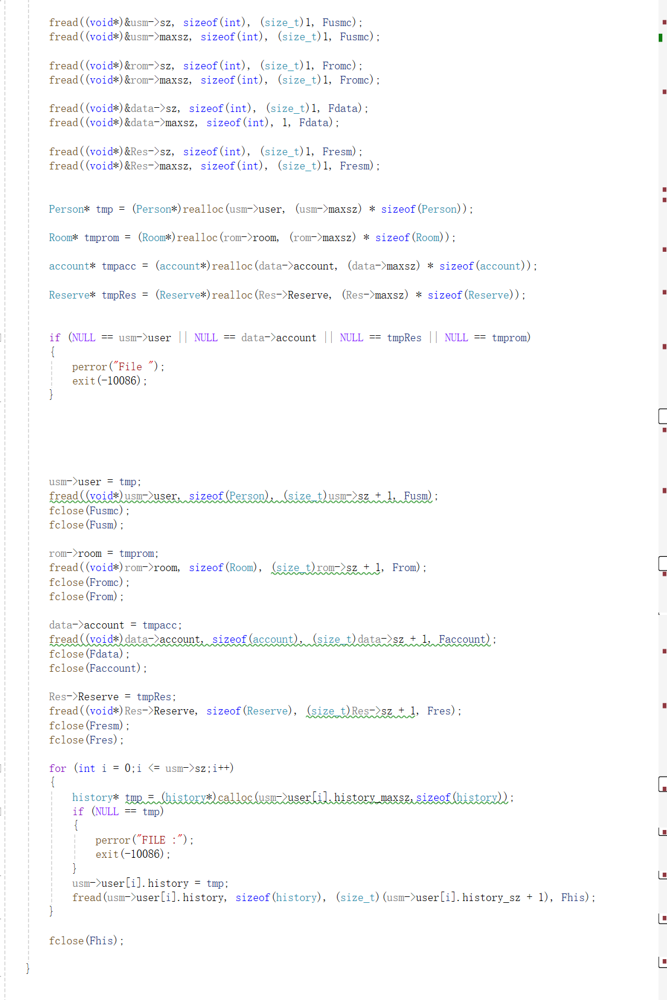 fread((void*)&usm->sz, sizeof(int), (size_t)1, Fusmc);
fread((void*)&usm->maxsz, sizeof(int), (size_t)1, Fusmc);
fread((void*)&rom->sz, sizeof(int), (size_t)1, Fromc);
fread((void*)&rom->maxsz, sizeof(int), (size_t)1, Fromc);
fread((void*)&data->sz, sizeof(int), (size_t)1, Fdata);
fread((void*)&data->maxsz, sizeof(int), 1, Fdata);
fread((void*)&Res->sz, sizeof(int), (size_t)1, Fresm);
fread((void*)&Res->maxsz, sizeof(int), (size_t)1, Fresm);
Person* tmp = (Person*)realloc(usm->user, (usm->maxsz) * sizeof(Person));
Room* tmprom = (Room*)realloc(rom->room, (rom->maxsz) * sizeof(Room));
account* tmpacc = (account*)realloc(data->account, (data->maxsz) * sizeof(account));
Reserve* tmpRes = (Reserve*)realloc(Res->Reserve, (Res->maxsz) * sizeof(Reserve));
if (NULL == usm->user || NULL == data->account || NULL == tmpRes || NULL == tmprom)
{
perror("File ");
exit(-10086);
}
usm->user = tmp;
fread((void*)usm->user, sizeof(Person), (size_t)usm->sz + 1, Fusm);
fclose(Fusmc);
fclose(Fusm);
rom->room = tmprom;
fread((void*)rom->room, sizeof(Room), (size_t)rom->sz + 1, From);
fclose(Fromc);
fclose(From);
data->account = tmpacc;
fread((void*)data->account, sizeof(account), (size_t)data->sz + 1, Faccount);
fclose(Fdata);
fclose(Faccount);
Res->Reserve = tmpRes;
fread((void*)Res->Reserve, sizeof(Reserve), (size_t)Res->sz + 1, Fres);
fclose(Fresm);
fclose(Fres);
for (int i = 0;i <= usm->sz;i++)
{
history* tmp = (history*)calloc(usm->user[i].history_maxsz,sizeof(history));
if (NULL == tmp)
{
perror("FILE :");
exit(-10086);
}
usm->user[i].history = tmp;
fread(usm->user[i].history, sizeof(history), (size_t)(usm->user[i].history_sz + 1), Fhis);
}
fclose(Fhis);
}